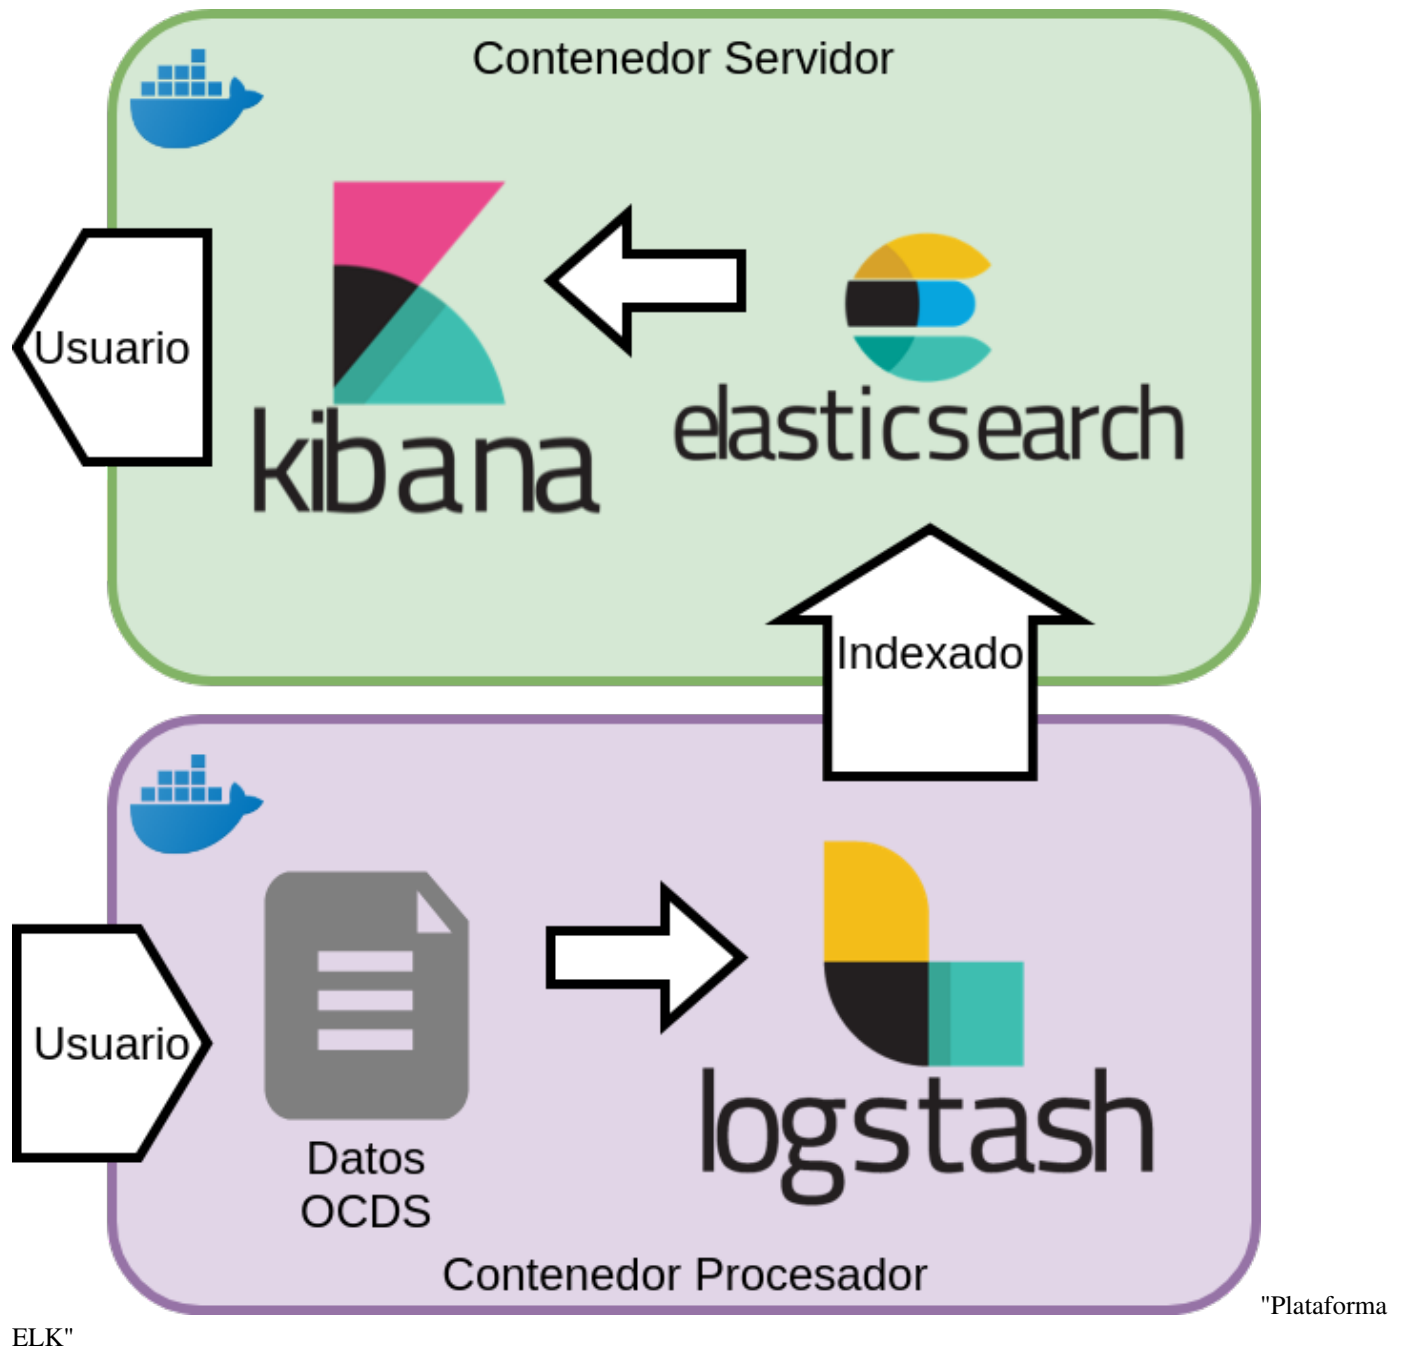 Contenedor Servidor
Usuario
kibana
elasticsearch
Indexado
Usuario
Datos
OCDS
logstash
Contenedor Procesador
"Plataforma
ELK"